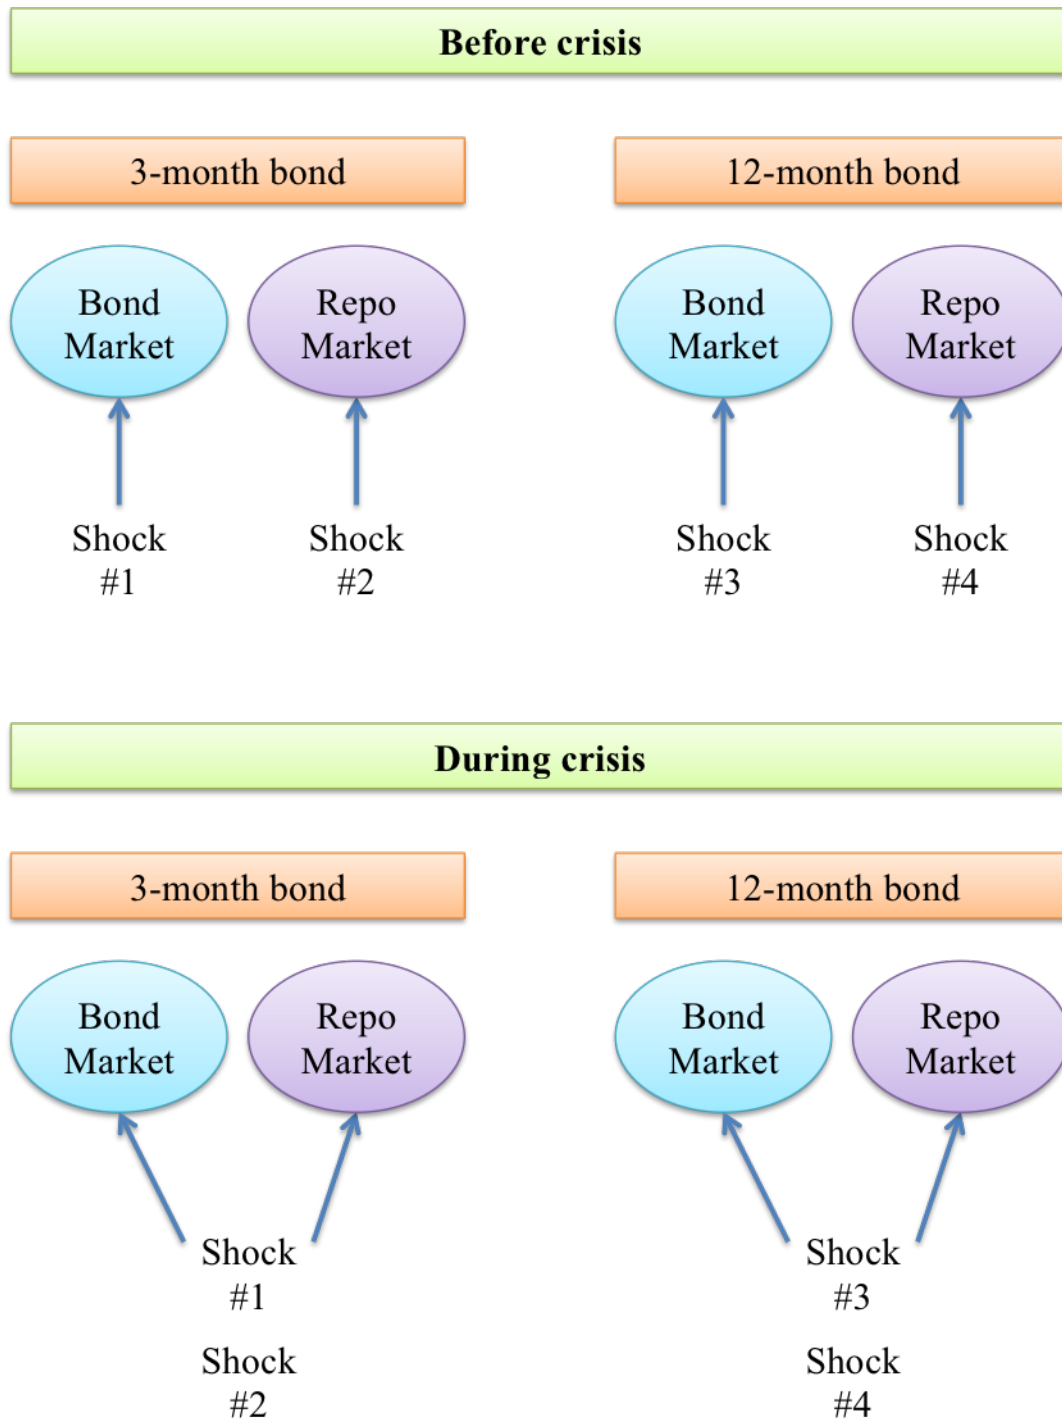 Before crisis
3-month bond
12-month bond
Bond
Market
Repo
Market
Bond
Market
Repo
Market
Shock
#1
Shock
#2
Shock
#3
Shock
#4
During crisis
3-month bond
12-month bond
Bond
Market
Repo
Market
Bond
Market
Repo
Market
Shock
#1
Shock
#3
Shock
#2
Shock
#4